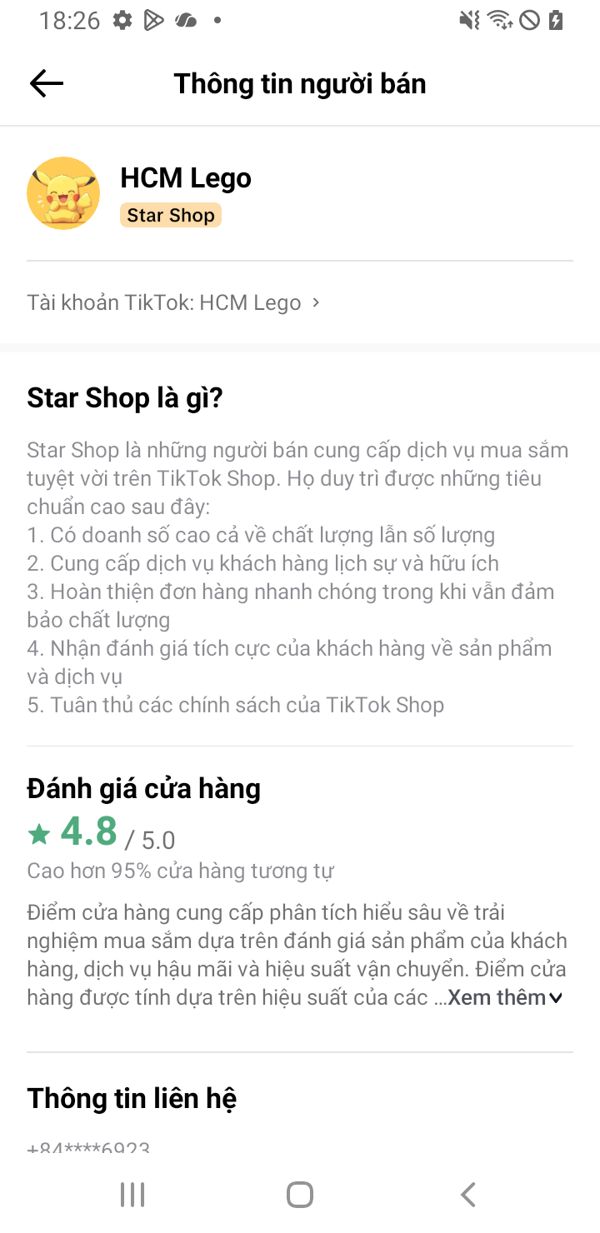 18:26
Thông tin người bán
HCM Lego
Star Shop
Tài khoản TikTok: HCM Lego >
Star Shop là gì?
Star Shop là những người bán cung cấp dịch vụ mua sắm
tuyệt vời trên TikTok Shop. Họ duy trì được những tiêu
chuẩn cao sau đây:
1. Có doanh số cao cả về chất lượng lẫn số lượng
2. Cung cấp dịch vụ khách hàng lịch sự và hữu ích
3. Hoàn thiện đơn hàng nhanh chóng trong khi vẫn đảm
bảo chất lượng
4. Nhận đánh giá tích cực của khách hàng về sản phẩm
và dịch vụ
5. Tuân thủ các chính sách của TikTok Shop
Đánh giá cửa hàng
4.8 / 5.0
Cao hơn 95% cửa hàng tương tự
Điểm cửa hàng cung cấp phân tích hiểu sâu về trải
nghiệm mua sắm dựa trên đánh giá sản phẩm của khách
hàng, dịch vụ hậu mãi và hiệu suất vận chuyển. Điểm cửa
hàng được tính dựa trên hiệu suất của các ...Xem thêm
Thông tin liên hệ
+84****6923